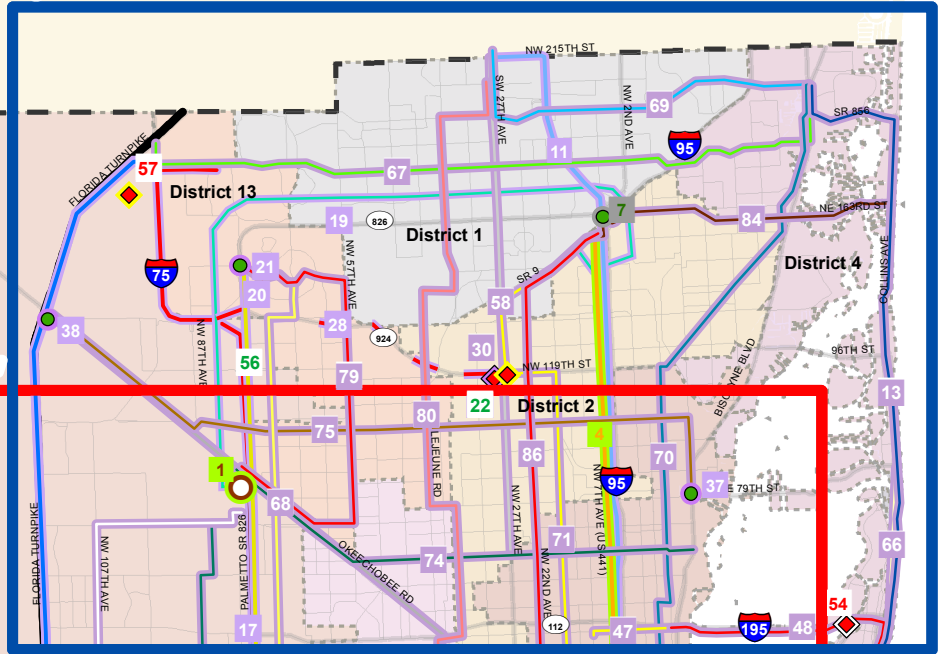 NW 215TH ST
SW 27TH AVE
NW 2ND AVE
69
SR 856
95
11
FLORIDA TURNPIKE
57
67
District 13
NE 163RD ST
7
84
19
826
District 1
District 4
NW 57TH AVE
75
21
SR 9
COLLINS AVE
20
58
38
28
924
NW 87TH AVE
30
96TH ST
56
NW 119TH ST
79
BISCAYNE BLVD
13
22
District 2
80
75
4
LEJEUNE RD
86
70
1
95
37
E 79TH ST
68
NW 27TH AVE
NW 7TH AVE (US441)
FLORIDA TURNPIKE
NW 107TH AVE
PALMETTO SR 826
OKEECHOBEE RD
74
71
66
NW 22ND AVE
54
17
112
47
195
48